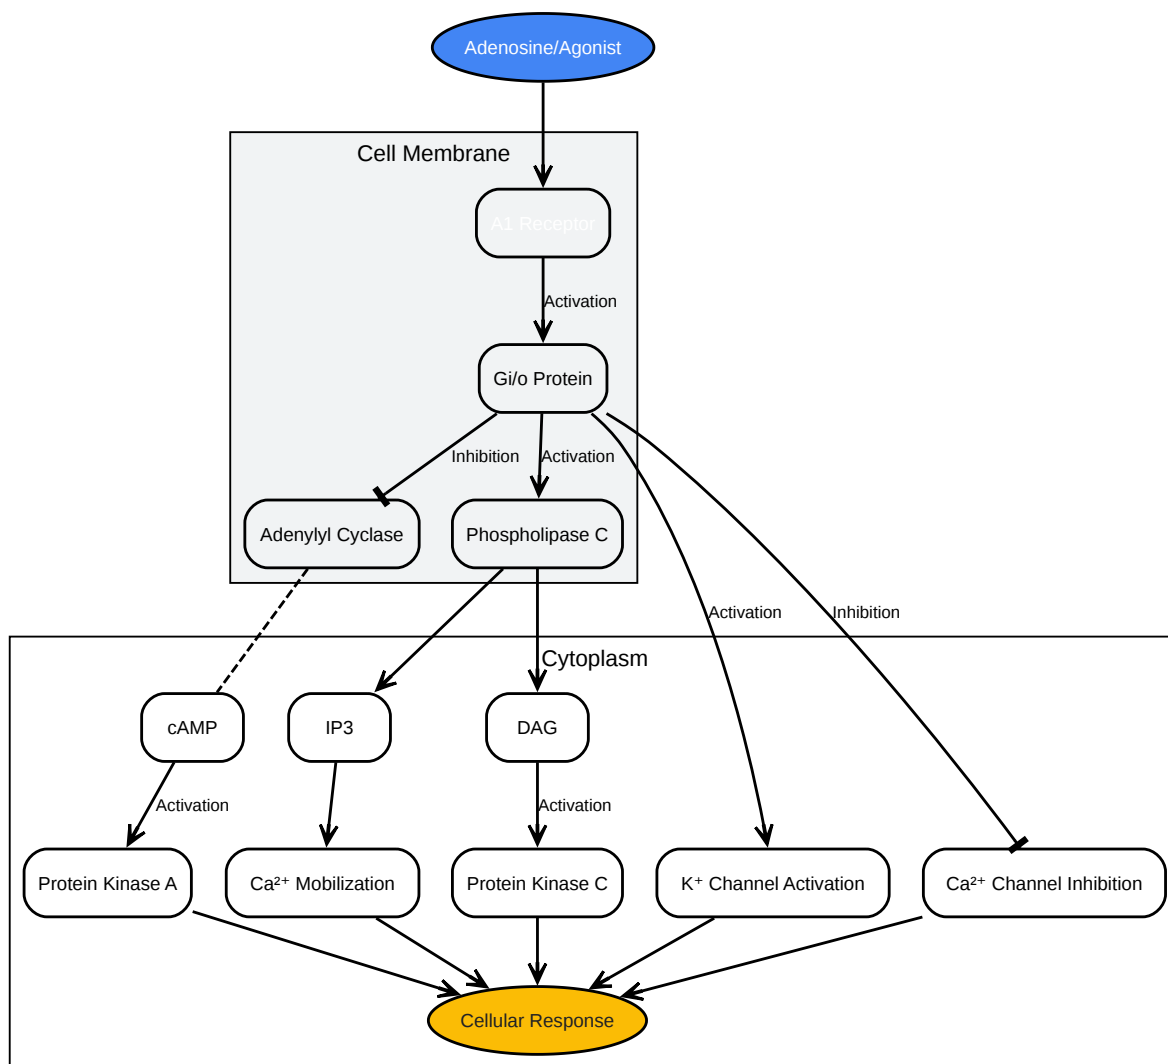 Adenosine/Agonist
Cell Membrane
A1 Receptor
Activation
Gi/o Protein
Inhibition
Activation
Adenylyl Cyclase
Phospholipase C
Activation
Inhibition
Cytoplasm
cAMP
IP3
DAG
Activation
Activation
Protein Kinase A
Ca²⁺ Mobilization
Protein Kinase C
K⁺ Channel Activation
Ca²⁺ Channel Inhibition
Cellular Response